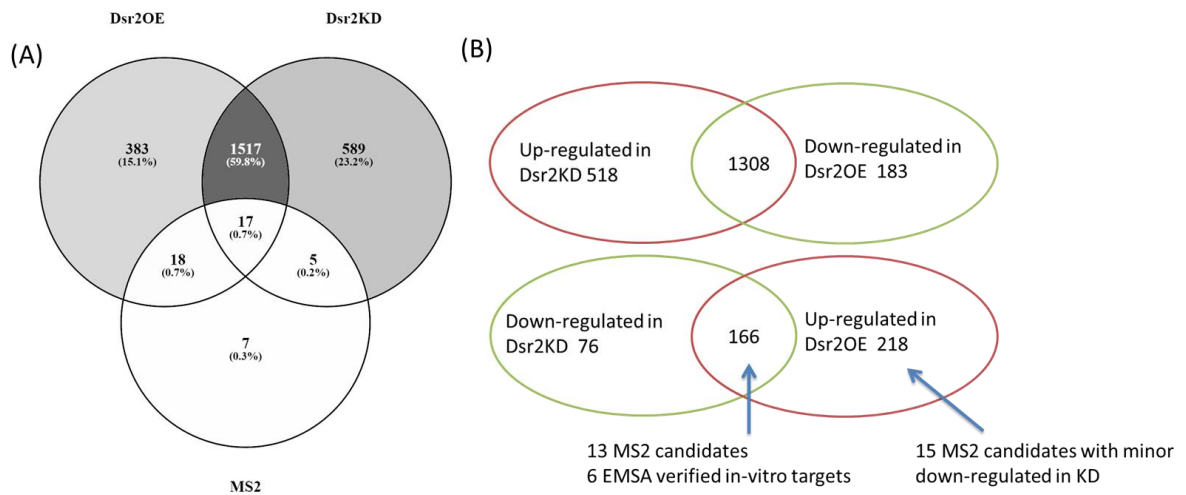 Dsr2OE
Dsr2KD
(A)
383
(15.1%)
1517
(59.8%)
589
(23.2%)
17
(0.7%)
18
(0.7%)
5
(0.2%)
7
(0.3%)
MS2
(B)
Up-regulated in
Dsr2KD 518
1308
Down-regulated in
Dsr2OE 183
Down-regulated in
Dsr2KD 76
166
Up-regulated in
Dsr2OE 218
13 MS2 candidates
6 EMSA verified in-vitro targets
15 MS2 candidates with minor
down-regulated in KD